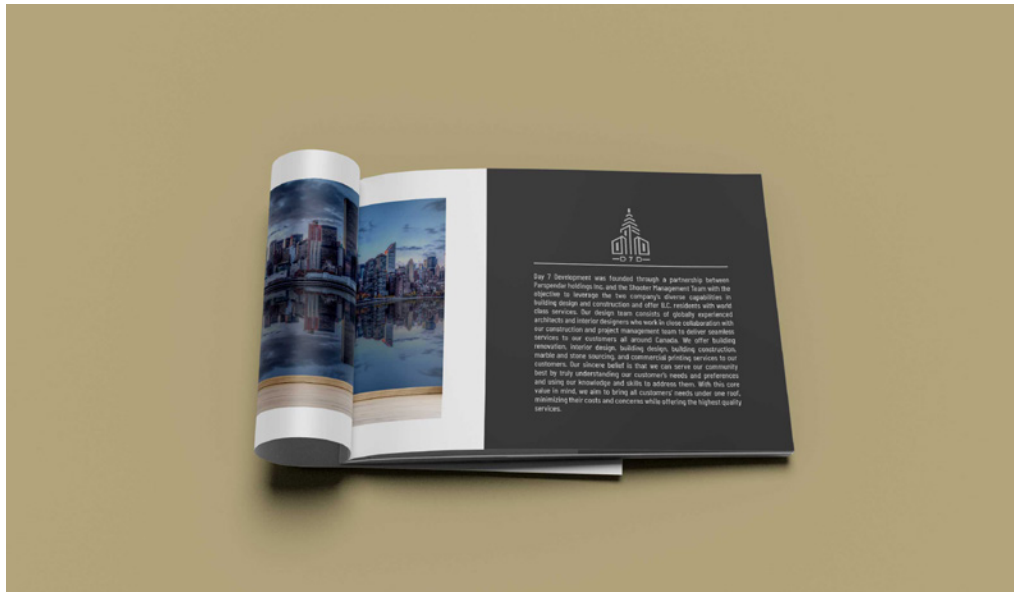 D7D
Day 7 Development was founded through a partnership between
Parspendar holdings Inc. and the Shooter Management Team with the
objective to leverage the two company's diverse capabilities in
building design and construction and offer B.C. residents with world
class services. Our design team consists of globally experienced
architects and interior designers who work in close collaboration with
our construction and project management team to deliver seamless
services to our customers all around Canada. We offer building
renovation, interior design, building design, building construction,
marble and stone sourcing, and commercial printing services to our
customers. Our sincere belief is that we can serve our community
best by truly understanding our customer's needs and preferences
and using our knowledge and skills to address them. With this core
value in mind, we aim to bring all customers' needs under one roof,
minimizing their costs and concerns while offering the highest quality
services.